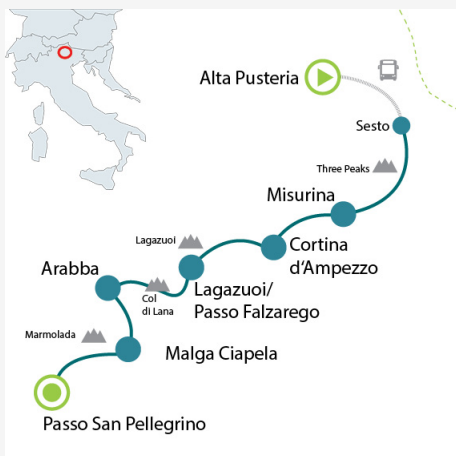 Alta Pusteria
Sesto
Three Peaks
Misurina
Lagazuoi
Cortina
d‘Ampezzo
Arabba
Lagazuoi/
Passo Falzarego
Col
di Lana
Marmolada
Malga Ciapela
Passo San Pellegrino